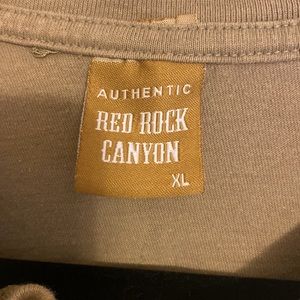 AUTHENTIC
RED ROCK
CANYON
XL